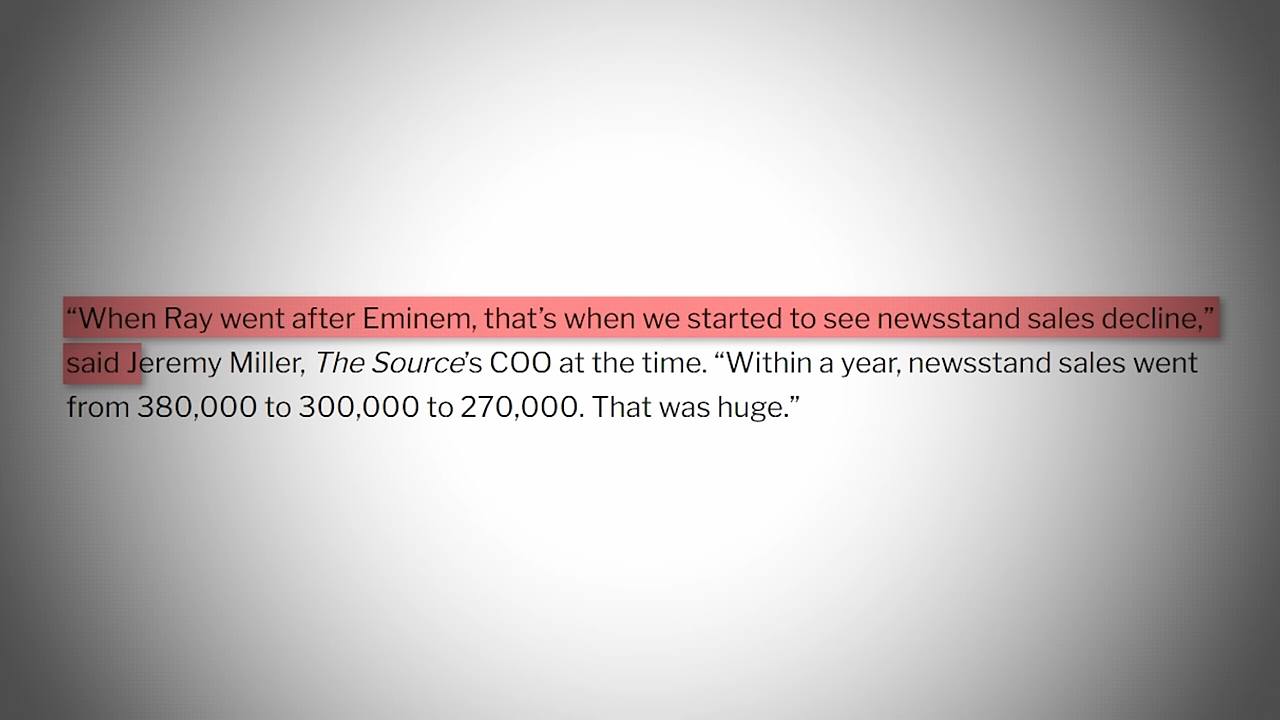 “When Ray went after Eminem, that’s when we started to see newsstand sales decline,”
said Jeremy Miller, The Source’s COO at the time. “Within a year, newsstand sales went
from 380,000 to 300,000 to 270,000. That was huge.”